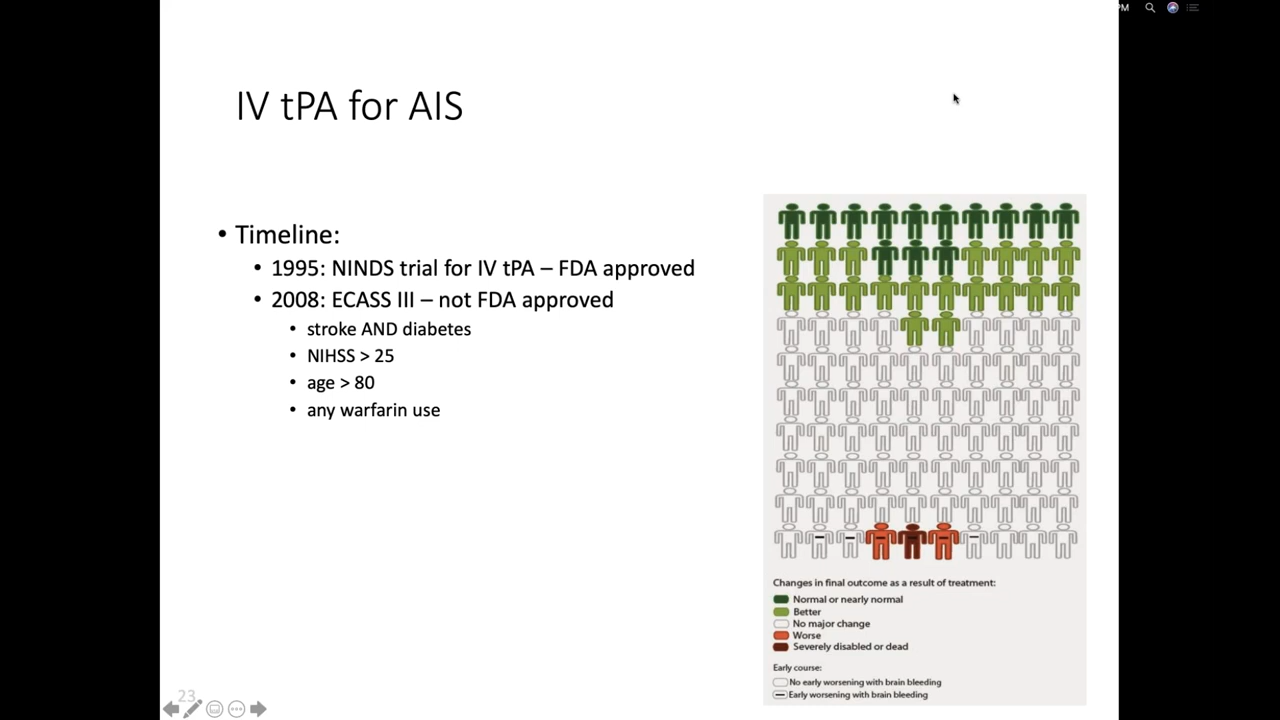 PM
IV tPA for AIS
• Timeline:
• 1995: NINDS trial for IV tPA – FDA approved
• 2008: ECASS III – not FDA approved
• stroke AND diabetes
• NIHSS > 25
• age > 80
• any warfarin use
Changes in final outcome as a result of treatment:
Normal or nearly normal
Better
No major change
Worse
Severely disabled or dead
Early course:
No early worsening with brain bleeding
Early worsening with brain bleeding
23